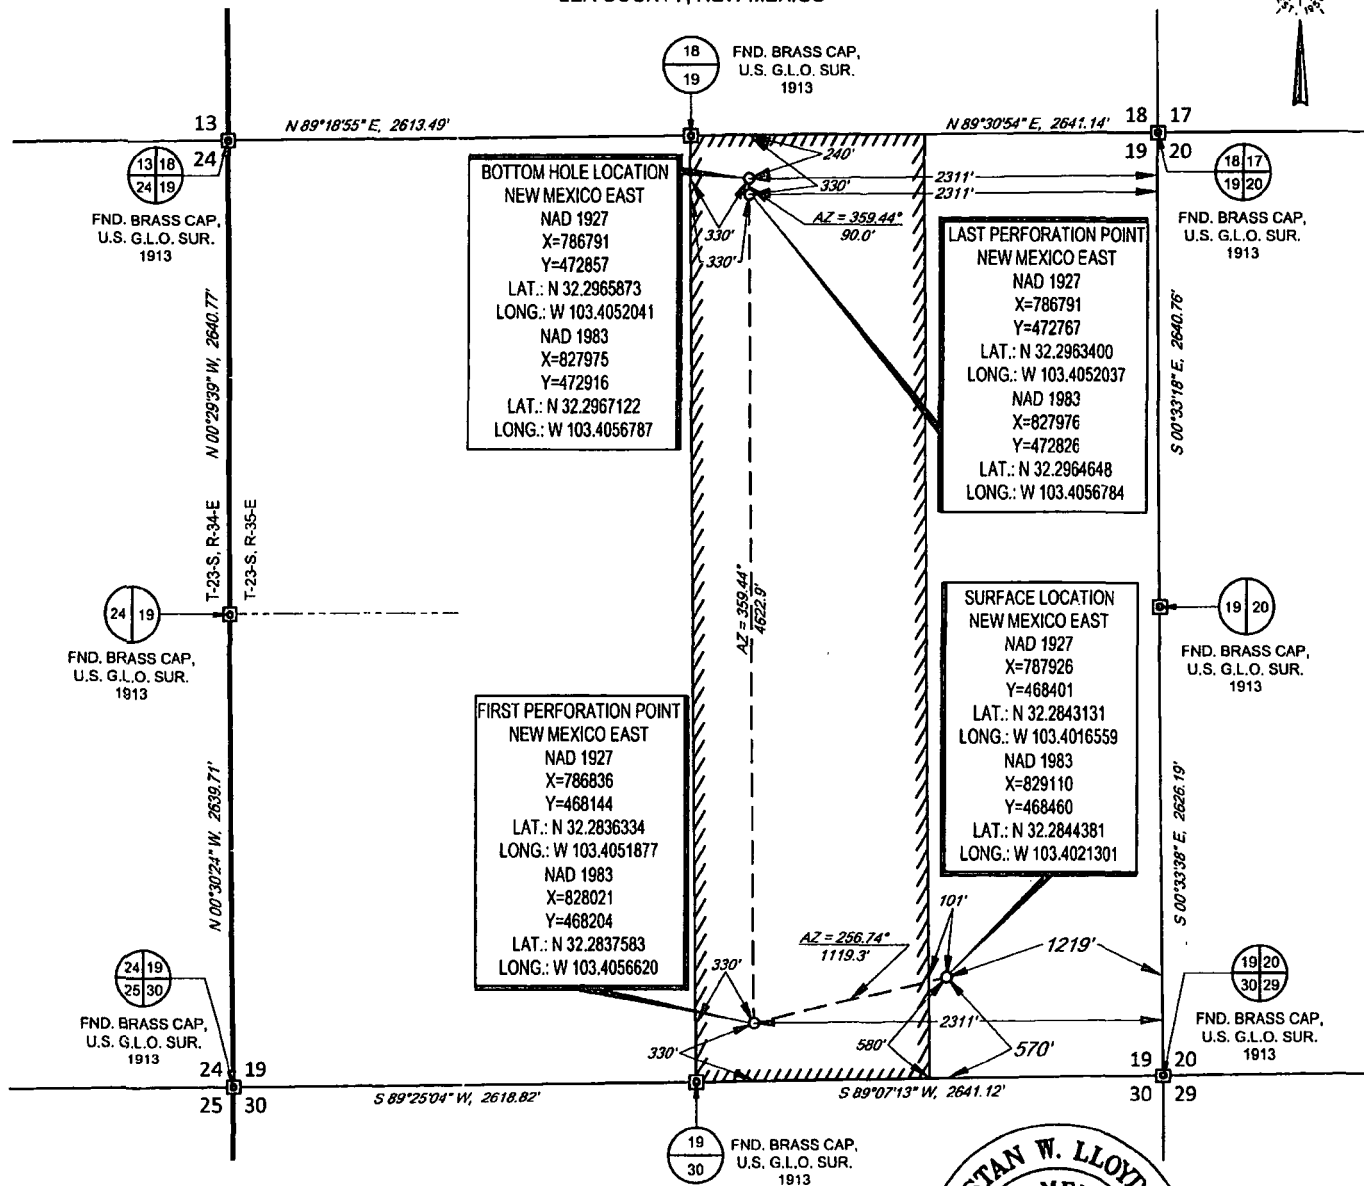 18
19
FND. BRASS CAP,
U.S. G.L.O. SUR.
1913
13
24
N 89°18'55" E, 2613.49'
N 89°30'54" E, 2641.14'
18 17
19 20
13 18
24 19
FND. BRASS CAP,
U.S. G.L.O. SUR.
1913
18 17
19 20
FND. BRASS CAP,
U.S. G.L.O. SUR.
1913
240'
330'
2311'
2311'
330'
330'
AZ = 359.44°
90.0'
BOTTOM HOLE LOCATION
NEW MEXICO EAST
NAD 1927
X=786791
Y=472857
LAT.: N 32.2965873
LONG.: W 103.4052041
NAD 1983
X=827975
Y=472916
LAT.: N 32.2967122
LONG.: W 103.4056787
LAST PERFORATION POINT
NEW MEXICO EAST
NAD 1927
X=786791
Y=472767
LAT.: N 32.2963400
LONG.: W 103.4052037
NAD 1983
X=827976
Y=472826
LAT.: N 32.2964648
LONG.: W 103.4056784
N 00°29'39" W, 2640.77'
S 00°33'18" E, 2640.76'
T-23-S, R-34-E
T-23-S, R-35-E
AZ = 359.44°
4622.9'
24 19
FND. BRASS CAP,
U.S. G.L.O. SUR.
1913
19 20
FND. BRASS CAP,
U.S. G.L.O. SUR.
1913
SURFACE LOCATION
NEW MEXICO EAST
NAD 1927
X=787926
Y=468401
LAT.: N 32.2843131
LONG.: W 103.4016559
NAD 1983
X=829110
Y=468460
LAT.: N 32.2844381
LONG.: W 103.4021301
FIRST PERFORATION POINT
NEW MEXICO EAST
NAD 1927
X=786836
Y=468144
LAT.: N 32.2836334
LONG.: W 103.4051877
NAD 1983
X=828021
Y=468204
LAT.: N 32.2837583
LONG.: W 103.4056620
N 00°30'24" W, 2639.71'
S 00°33'38" E, 2626.19'
101'
AZ = 256.74°
1119.3'
1219'
330'
2311'
330'
580'
570'
24 19
25 30
FND. BRASS CAP,
U.S. G.L.O. SUR.
1913
19 20
30 29
FND. BRASS CAP,
U.S. G.L.O. SUR.
1913
24 19
25 30
S 89°25'04" W, 2618.82'
S 89°07'13" W, 2641.12'
19 20
30 29
19
30
FND. BRASS CAP,
U.S. G.L.O. SUR.
1913
STAN W. LLOYD